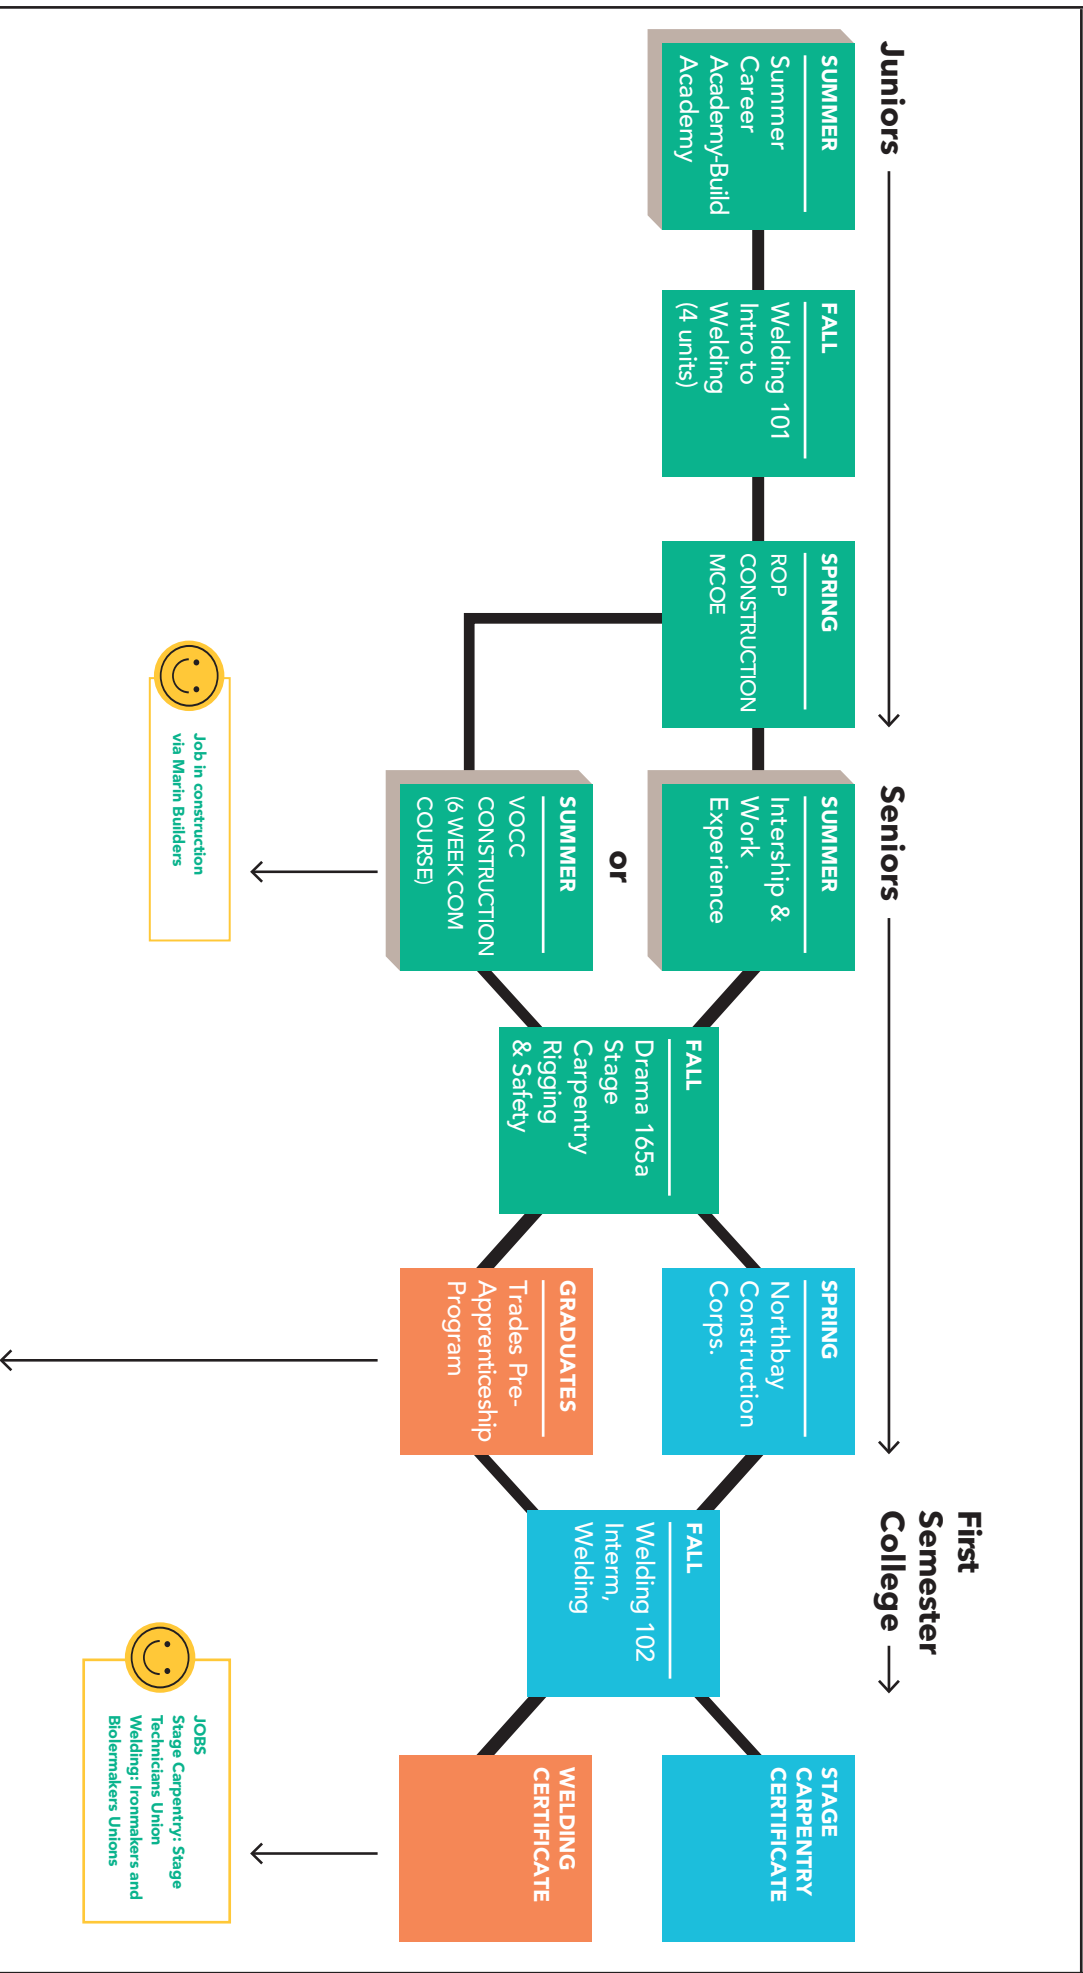 Juniors
Seniors
First
Semester
College
SUMMER
Summer
Career
Academy-Build
Academy
FALL
Welding 101
Intro to
Welding
(4 units)
SPRING
ROP
CONSTRUCTION
MCOE
SUMMER
Intership &
Work
Experience
or
SUMMER
VOCC
CONSTRUCTION
(6 WEEK COM
COURSE)
Job in construction
via Marin Builders
FALL
Drama 165a
Stage
Carpentry
Rigging
& Safety
SPRING
Northbay
Construction
Corps.
GRADUATES
Trades Pre-
Apprenticeship
Program
FALL
Welding 102
Interm,
Welding
STAGE
CARPENTRY
CERTIFICATE
WELDING
CERTIFICATE
JOBS
Stage Carpentry: Stage
Technicians Union
Welding: Ironmakers and
Biolermakers Unions